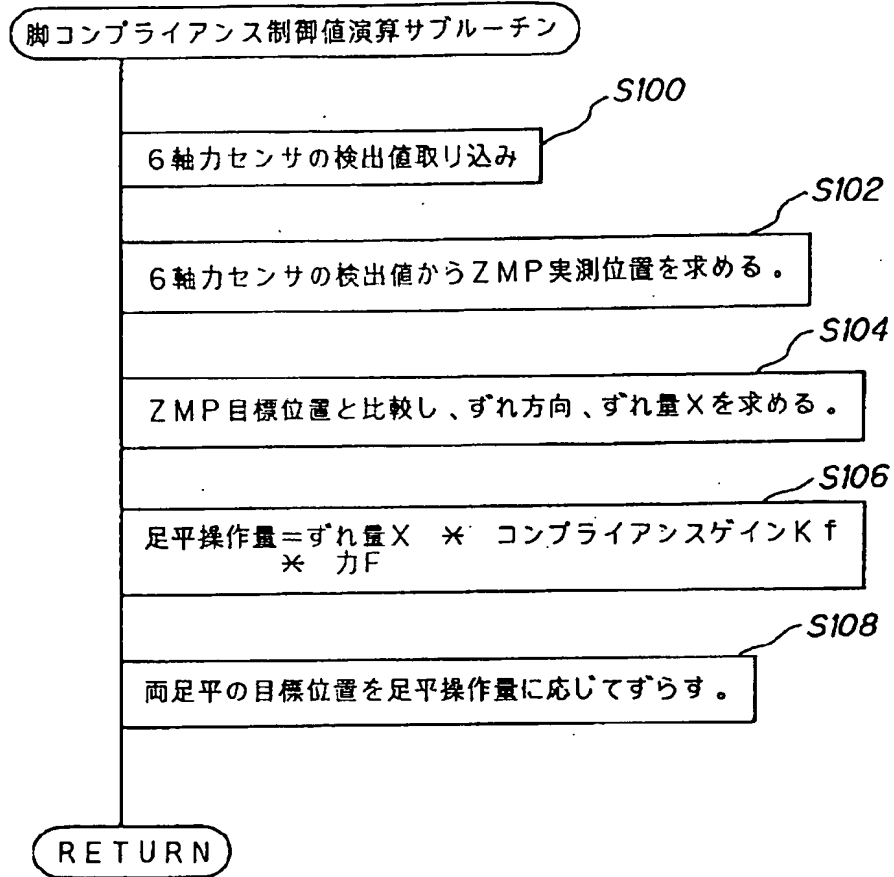 脚コンプライアンス制御値演算サブルーチン
S100
6軸力センサの検出値取り込み
S102
6軸力センサの検出値からZMP実測位置を求める。
S104
ZMP目標位置と比較し、ずれ方向、ずれ量Xを求める。
S106
足平操作量=ずれ量X * コンプライアンスゲインKf
* 力F
S108
両足平の目標位置を足平操作量に応じてずらす。
RETURN